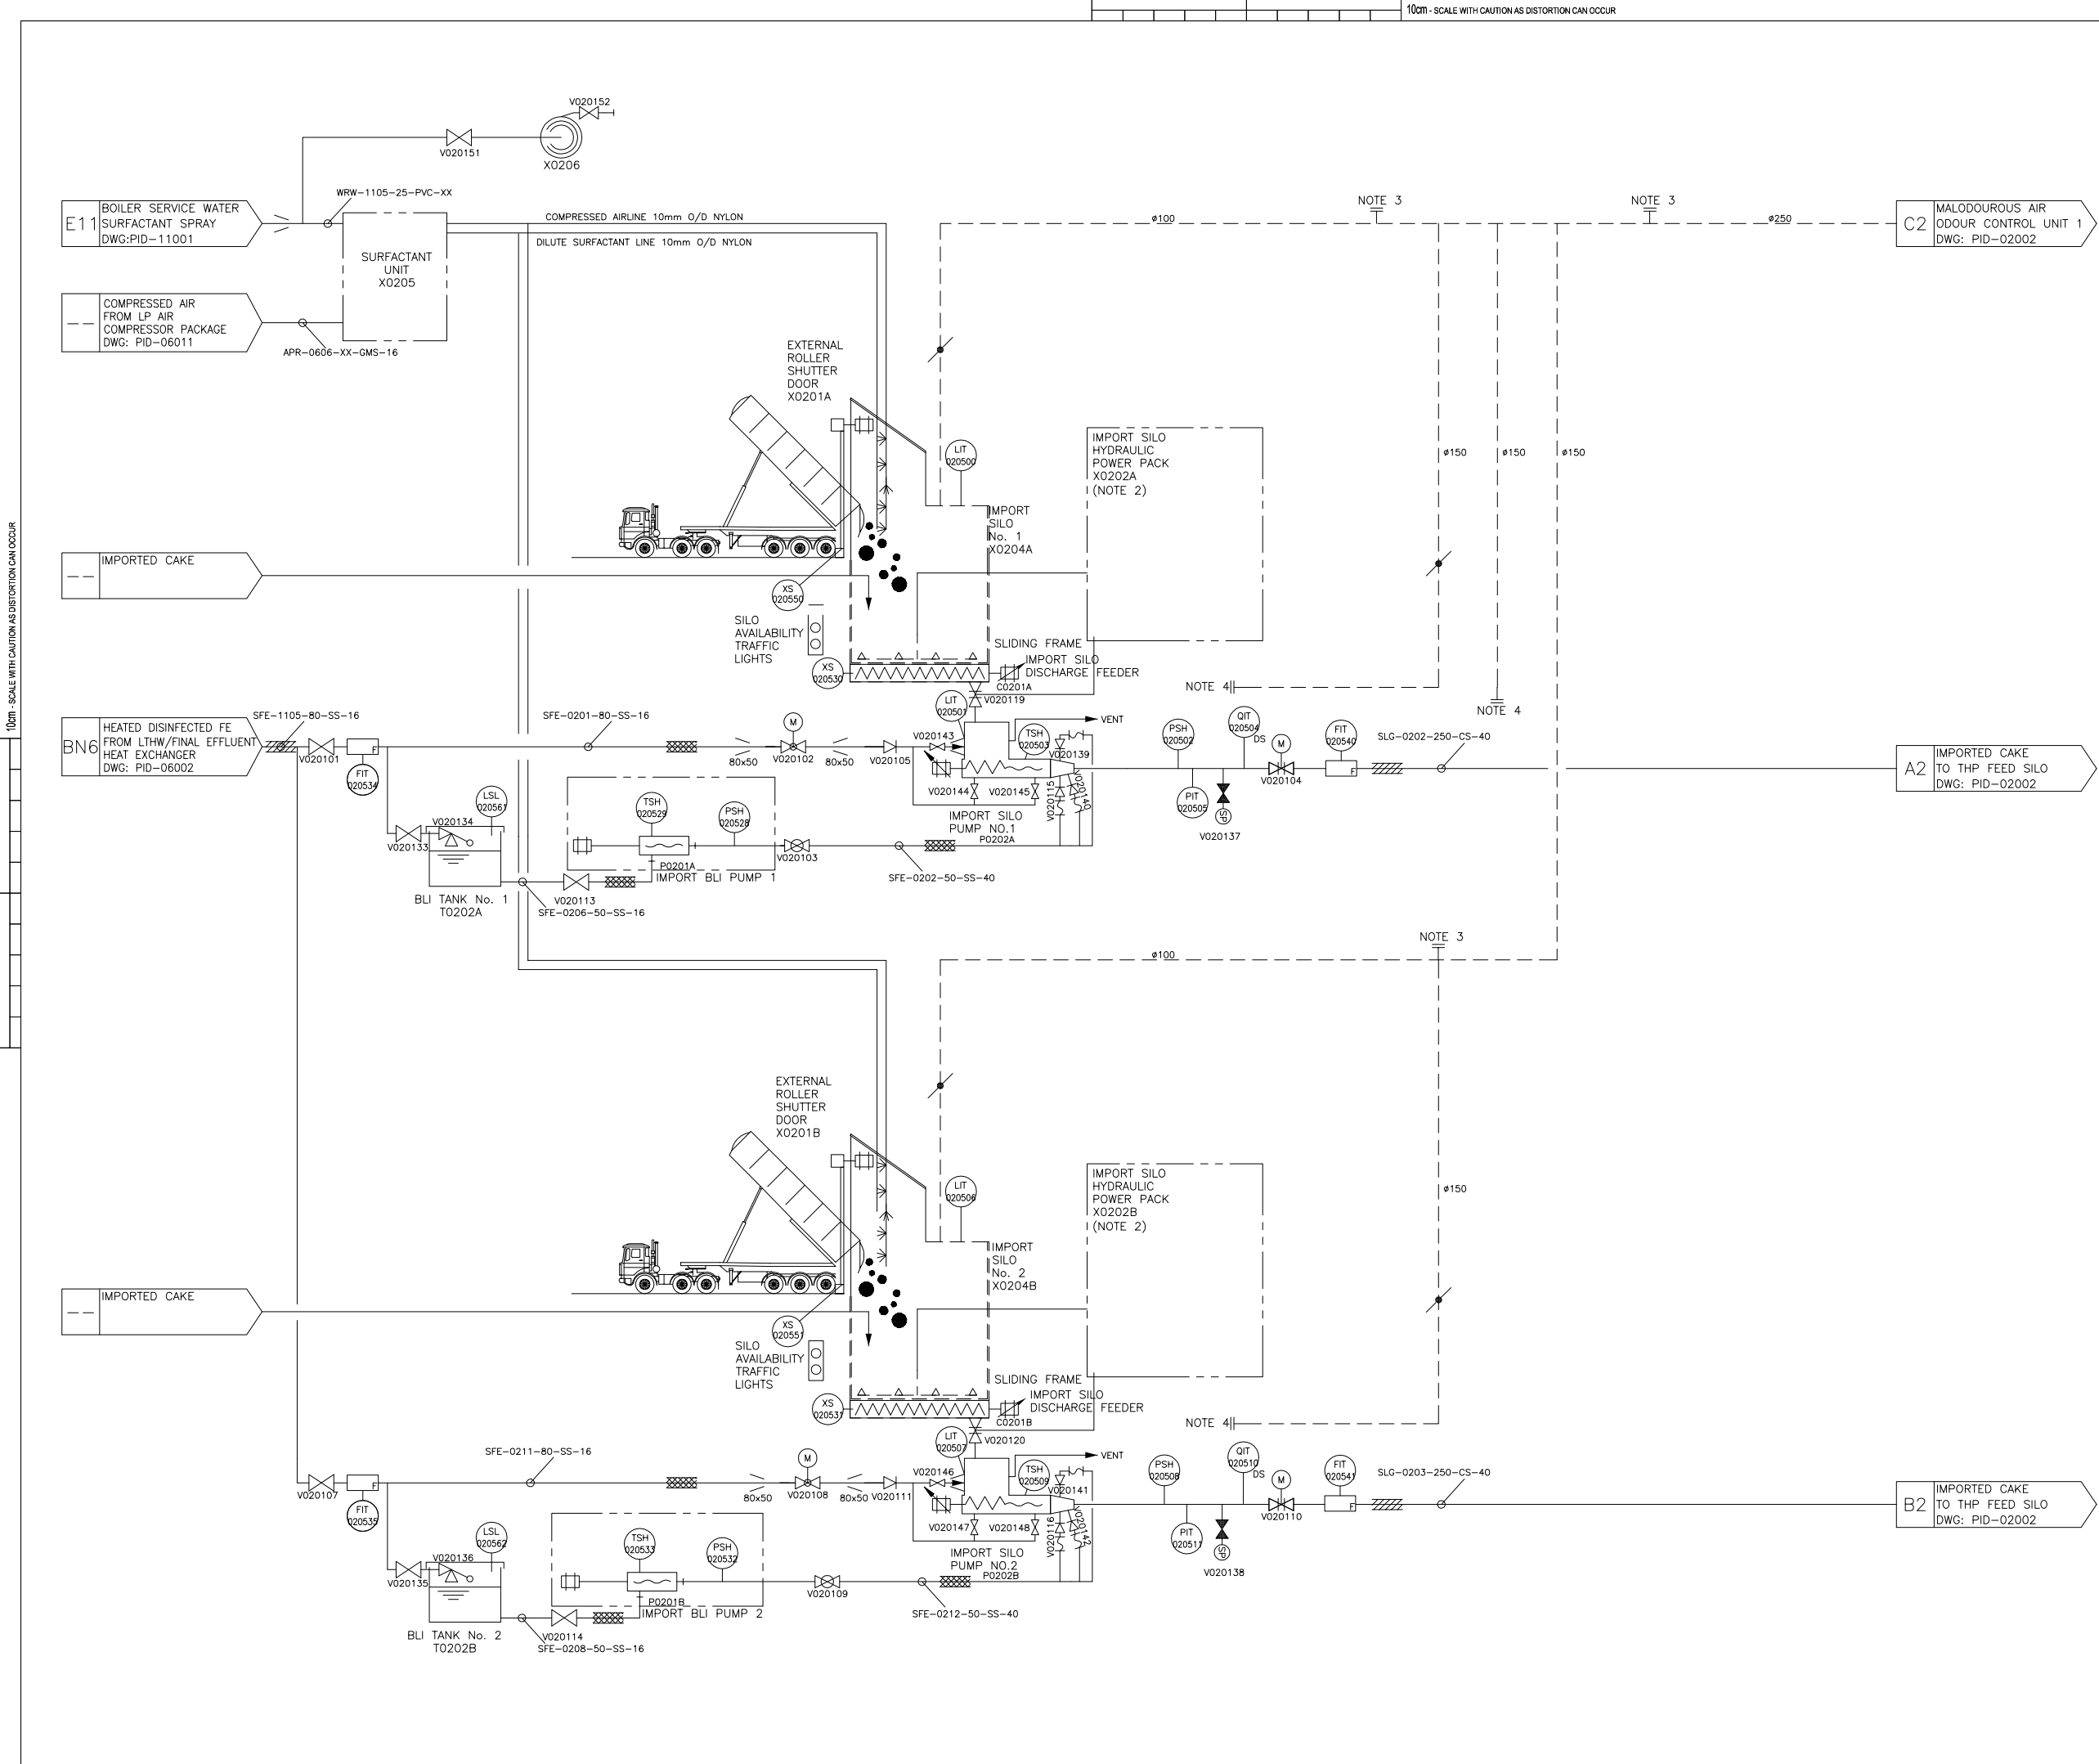 10cm - SCALE WITH CAUTION AS DISTORTION CAN OCCUR
10cm - SCALE WITH CAUTION AS DISTORTION CAN OCCUR
V020152
V020151
X0206
E11
BOILER SERVICE WATER
SURFACTANT SPRAY
DWG:PID-11001
WRW-1105-25-PVC-XX
SURFACTANT
UNIT
X0205
COMPRESSED AIRLINE 10mm O/D NYLON
DILUTE SURFACTANT LINE 10mm O/D NYLON
ø100
NOTE 3
NOTE 3
ø250
C2
MALODOUROUS AIR
ODOUR CONTROL UNIT 1
DWG: PID-02002
-- COMPRESSED AIR
FROM LP AIR
COMPRESSOR PACKAGE
DWG: PID-06011
APR-0606-XX-GMS-16
EXTERNAL
ROLLER
SHUTTER
DOOR
X0201A
LIT
020500
IMPORT SILO
HYDRAULIC
POWER PACK
X0202A
(NOTE 2)
ø150
ø150
ø150
IMPORT
SILO
No. 1
X0204A
-- IMPORTED CAKE
XS
020550
SILO
AVAILABILITY
TRAFFIC
LIGHTS
XS
020530
SLIDING FRAME
IMPORT SILO
DISCHARGE FEEDER
C0201A
V020119
NOTE 4
NOTE 4
BN6
HEATED DISINFECTED FE
FROM LTHW/FINAL EFFLUENT
HEAT EXCHANGER
DWG: PID-06002
SFE-1105-80-SS-16
V020101
F
FIT
020534
SFE-0201-80-SS-16
80x50
M
V020102
80x50
V020105
V020143
LIT
020501
VENT
TSH
020503
V020139
V020144
V020145
V020115
V020140
IMPORT SILO
PUMP NO.1
P0202A
PSH
020502
PIT
020505
QIT
020504
DS
SP
V020137
M
V020104
FIT
020540
F
SLG-0202-250-CS-40
A2
IMPORTED CAKE
TO THP FEED SILO
DWG: PID-02002
LSL
020561
V020134
V020133
BLI TANK No. 1
T0202A
TSH
020529
PSH
020528
P0201A
IMPORT BLI PUMP 1
V020103
V020113
SFE-0206-50-SS-16
SFE-0202-50-SS-40
ø100
NOTE 3
EXTERNAL
ROLLER
SHUTTER
DOOR
X0201B
LIT
020506
IMPORT SILO
HYDRAULIC
POWER PACK
X0202B
(NOTE 2)
ø150
IMPORT
SILO
No. 2
X0204B
-- IMPORTED CAKE
XS
020551
SILO
AVAILABILITY
TRAFFIC
LIGHTS
XS
020531
SLIDING FRAME
IMPORT SILO
DISCHARGE FEEDER
C0201B
V020120
NOTE 4
V020107
F
FIT
020535
SFE-0211-80-SS-16
80x50
M
V020108
80x50
V020111
V020146
LIT
020507
VENT
TSH
020509
V020141
V020147
V020148
V020116
V020142
IMPORT SILO
PUMP NO.2
P0202B
PSH
020508
PIT
020511
QIT
020510
DS
SP
V020138
M
V020110
FIT
020541
F
SLG-0203-250-CS-40
B2
IMPORTED CAKE
TO THP FEED SILO
DWG: PID-02002
LSL
020562
V020136
V020135
BLI TANK No. 2
T0202B
TSH
020533
PSH
020532
P0201B
IMPORT BLI PUMP 2
V020109
V020114
SFE-0208-50-SS-16
SFE-0212-50-SS-40